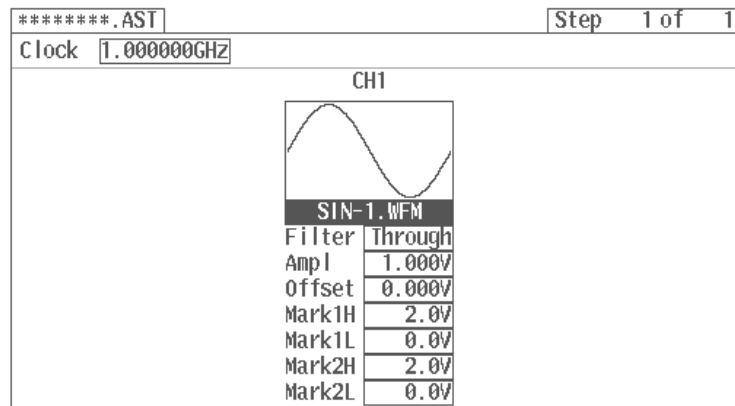 ********.AST Step 1 of 1
Clock 1.000000GHz
CH1
SIN-1.WFM
Filter Through
Ampl 1.000V
Offset 0.000V
Mark1H 2.0V
Mark1L 0.0V
Mark2H 2.0V
Mark2L 0.0V